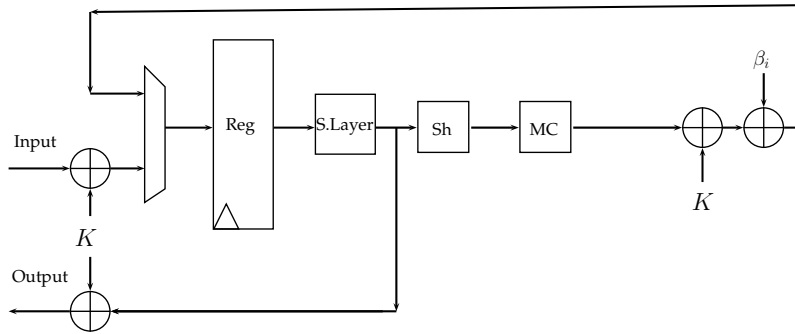 β_i
Reg
S.Layer
Sh
MC
Input
K
K
Output